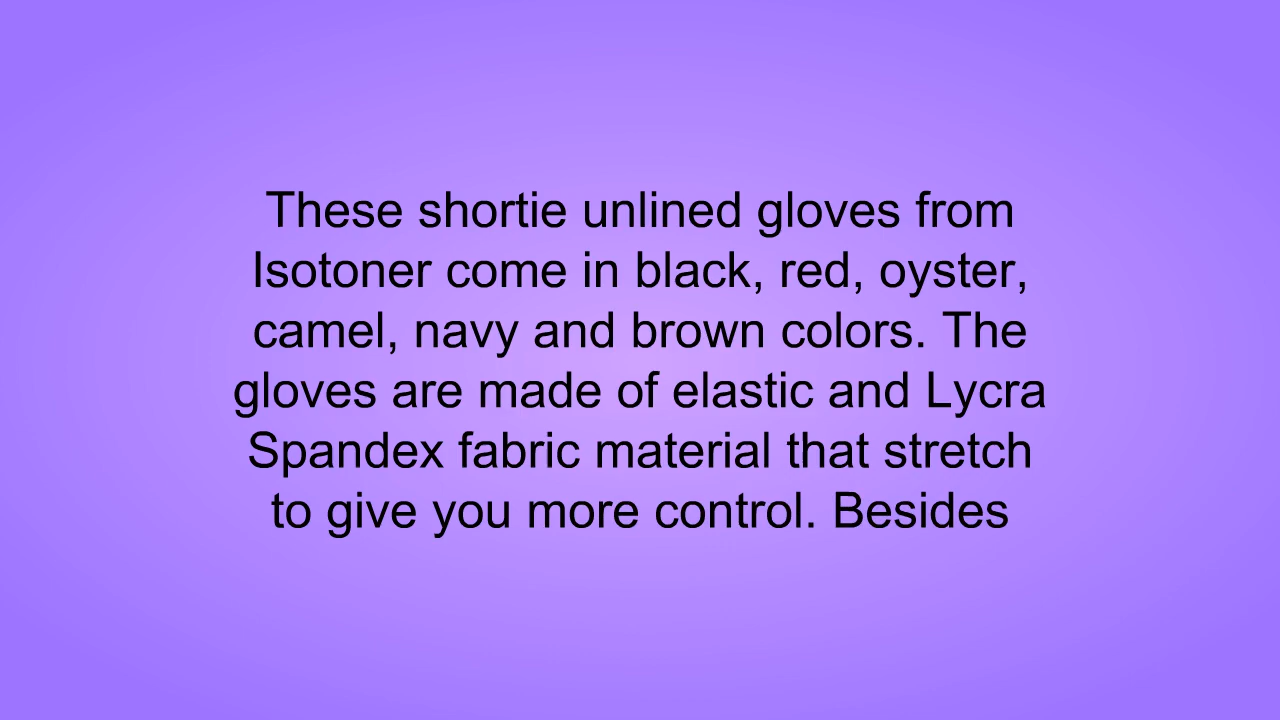 These shortie unlined gloves from
Isotoner come in black, red, oyster,
camel, navy and brown colors. The
gloves are made of elastic and Lycra
Spandex fabric material that stretch
to give you more control. Besides